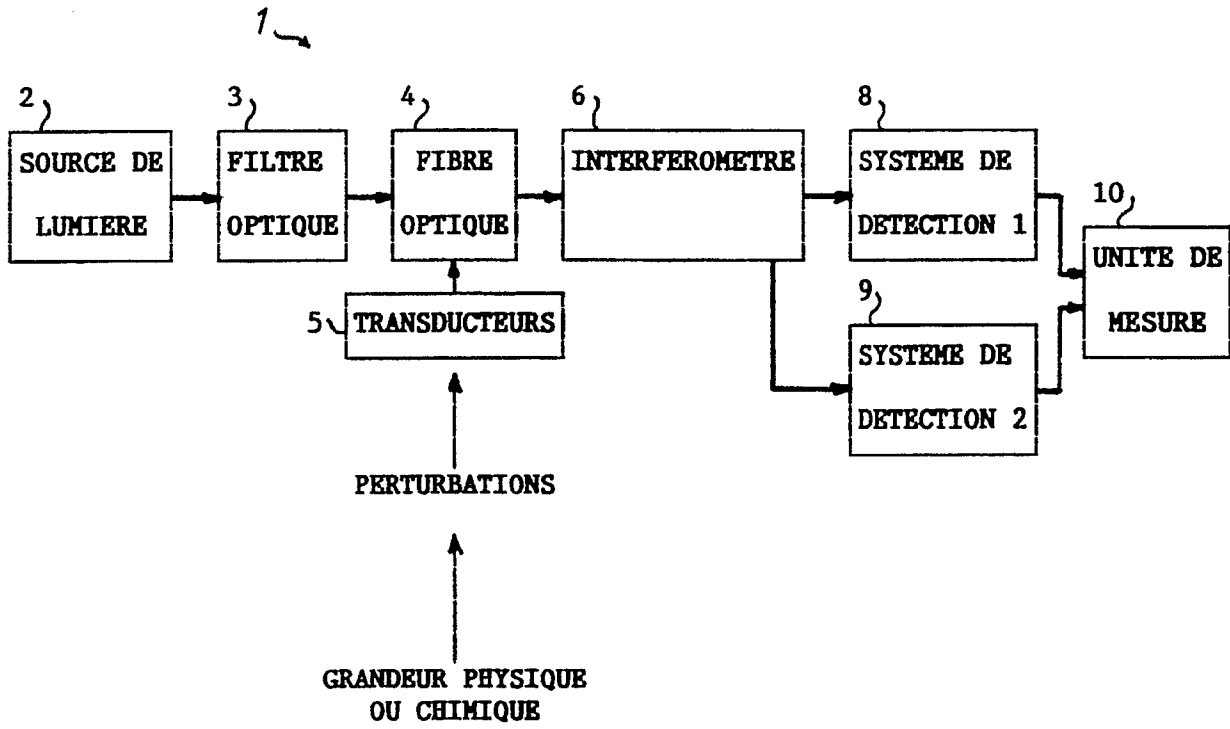 1
2
SOURCE DE
LUMIERE
3
FILTRE
OPTIQUE
4
FIBRE
OPTIQUE
5
TRANSDUCTEURS
6
INTERFEROMETRE
8
SYSTEME DE
DETECTION 1
9
SYSTEME DE
DETECTION 2
10
UNITE DE
MESURE
PERTURBATIONS
GRANDEUR PHYSIQUE
OU CHIMIQUE